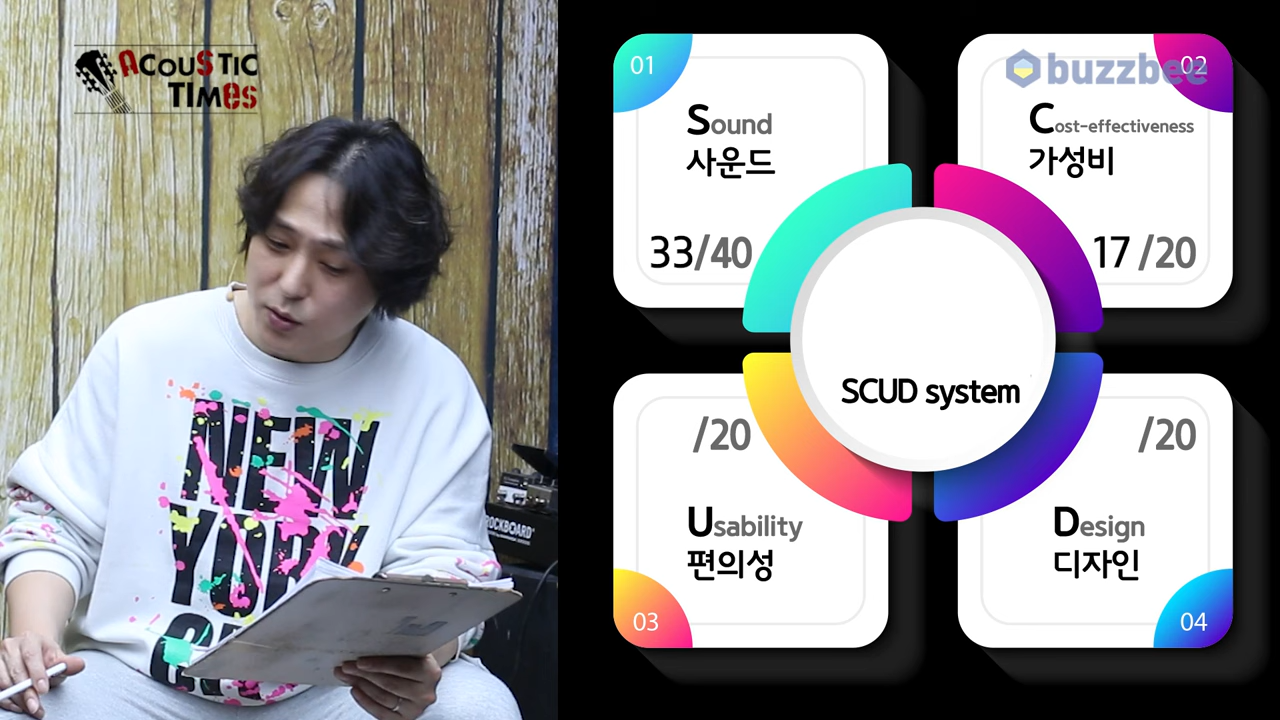 ACOUSTIC
TIMES
NEW
YORK
ROCKBOARD
01
Sound
사운드
33/40
buzzbee
02
Cost-effectiveness
가성비
17 /20
SCUD system
/20
Usability
편의성
03
/20
Design
디자인
04